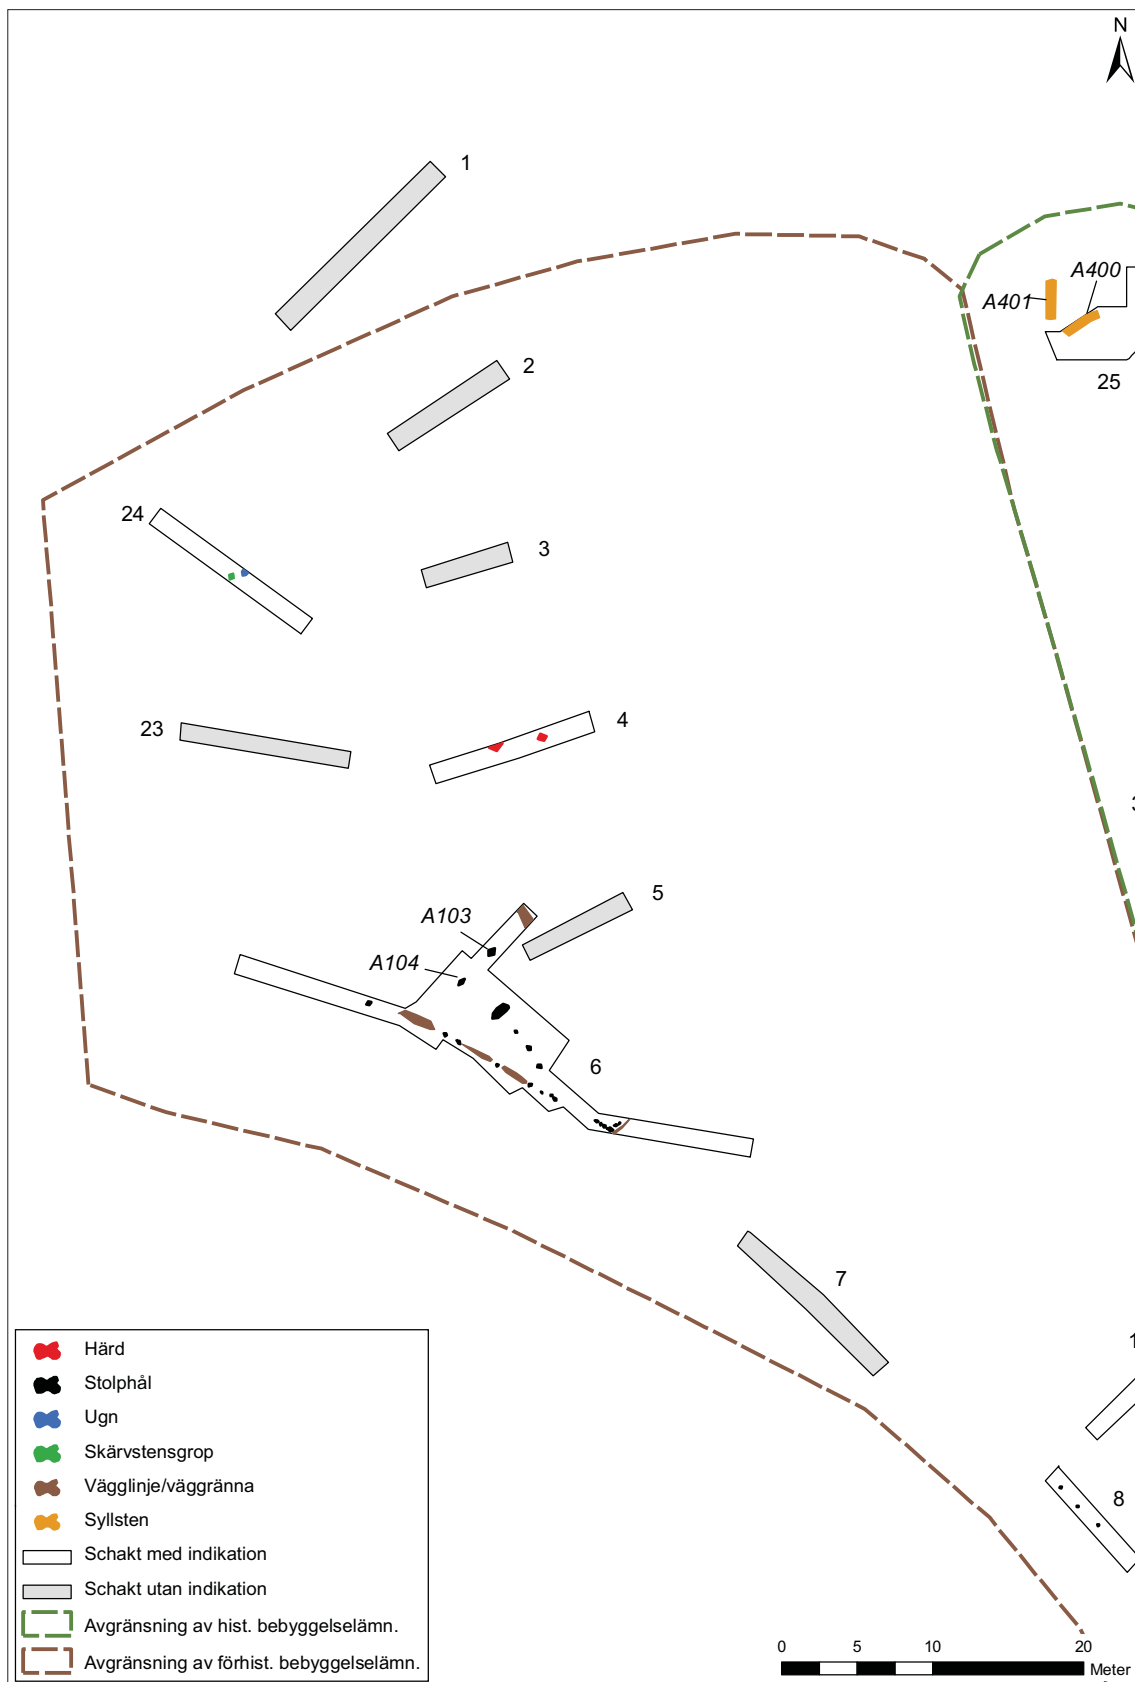 N
1
A400
A401
2
25
24
3
4
23
5
A103
A104
6
7
1
8
Härd
Stolphål
Ugn
Skärvstensgrop
Vägglinje/väggränna
Syllsten
Schakt med indikation
Schakt utan indikation
Avgränsning av hist. bebyggelselämn.
Avgränsning av förhist. bebyggelselämn.
0 5 10 20
Meter